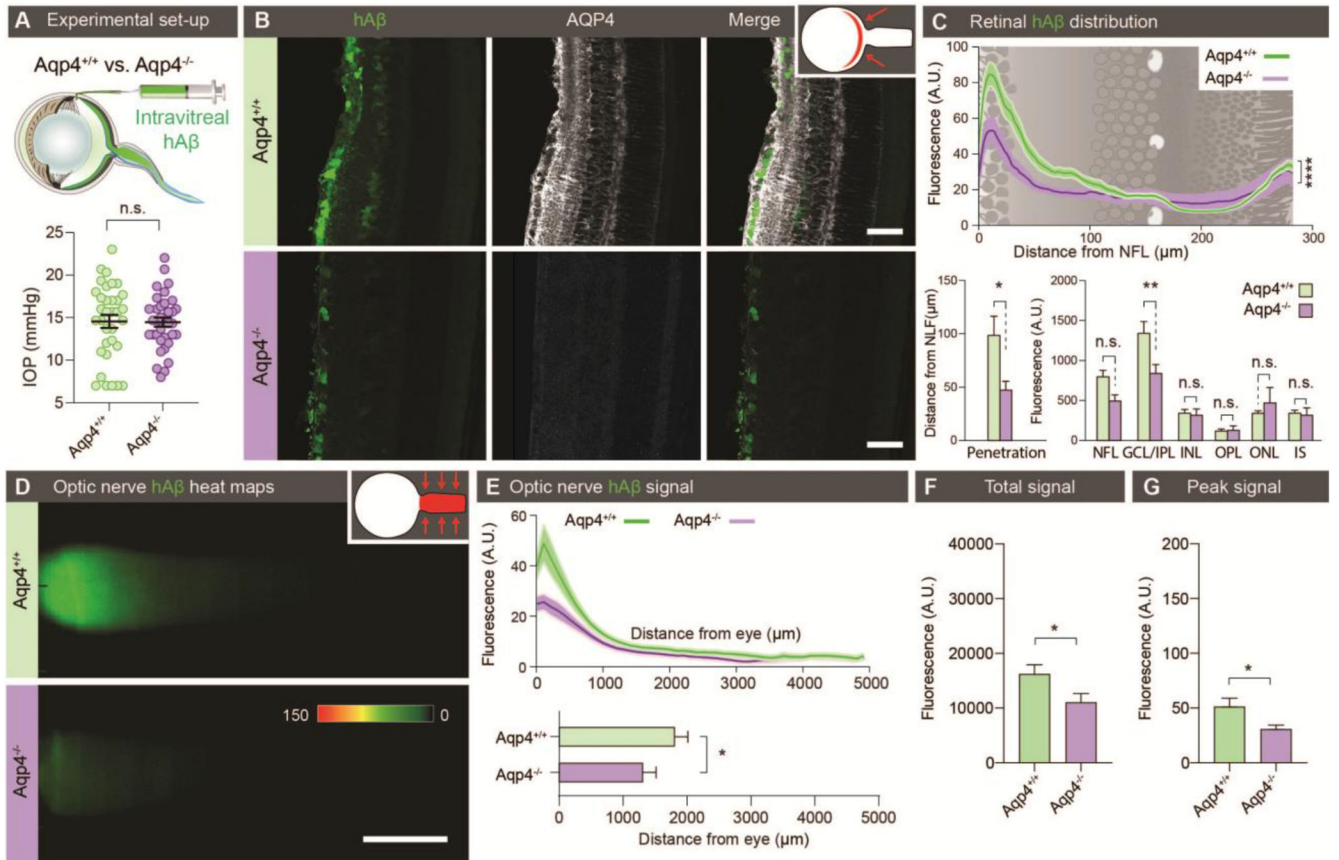 A Experimental set-up
Aqp4+/+ vs. Aqp4-/-
Intravitreal
hAβ
n.s.
25
20
15
10
5
IOP (mmHg)
Aqp4+/+
Aqp4-/-
B hAβ AQP4 Merge
Aqp4+/+
Aqp4-/-
C Retinal hAβ distribution
100
80
60
40
20
0
Fluorescence (A.U.)
Aqp4+/+
Aqp4-/-
****
0 100 200 300
Distance from NFL (µm)
150
100
50
0
Distance from NLF(µm)
*
Penetration
2000
1500
1000
500
0
Fluorescence (A.U.)
Aqp4+/+
Aqp4-/-
n.s. ** n.s. n.s. n.s. n.s.
NFL GCL/IPL INL OPL ONL IS
D Optic nerve hAβ heat maps
Aqp4+/+
Aqp4-/-
150 0
E Optic nerve hAβ signal
Aqp4+/+ Aqp4-/-
60
40
20
0
Fluorescence (A.U.)
Distance from eye (µm)
0 1000 2000 3000 4000 5000
Aqp4+/+
Aqp4-/-
*
0 1000 2000 3000 4000 5000
Distance from eye (µm)
F Total signal
40000
30000
20000
10000
0
Fluorescence (A.U.)
*
Aqp4+/+
Aqp4-/-
G Peak signal
200
150
100
50
0
Fluorescence (A.U.)
*
Aqp4+/+
Aqp4-/-